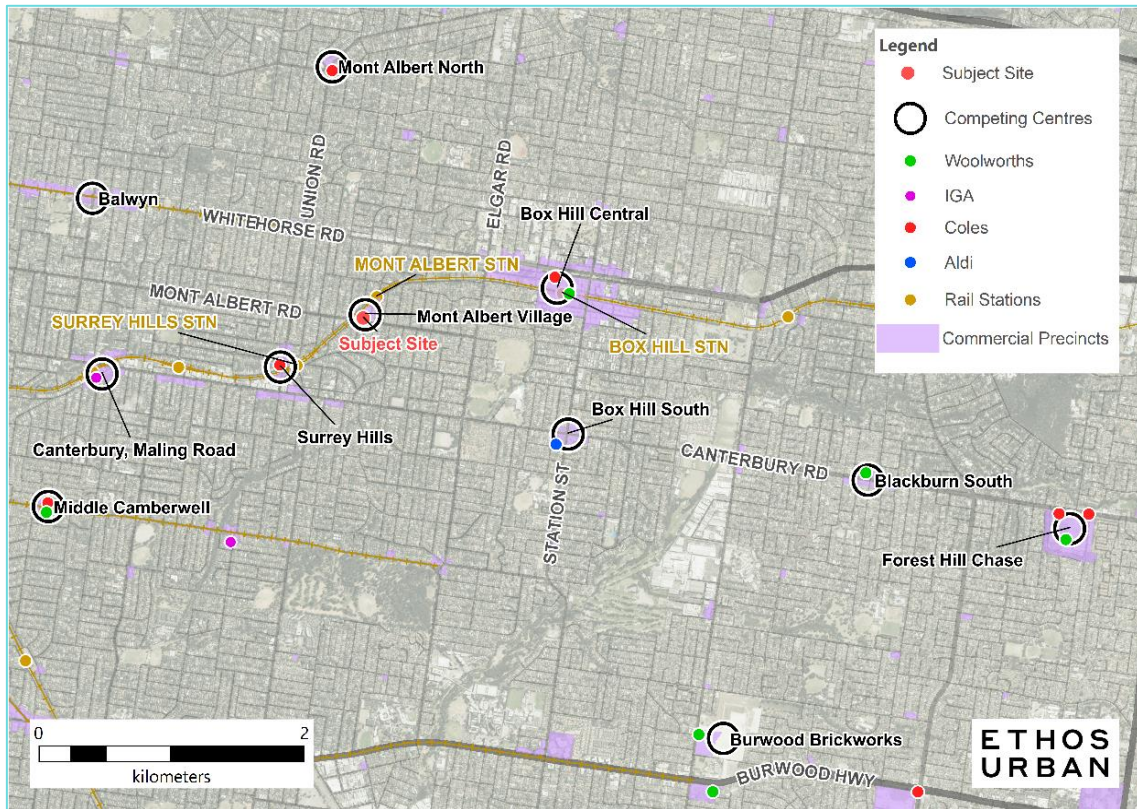 Legend
Subject Site
Competing Centres
Woolworths
IGA
Coles
Aldi
Rail Stations
Commercial Precincts
Mont Albert North
UNION RD
ELGAR RD
Balwyn
WHITEHORSE RD
Box Hill Central
MONT ALBERT STN
MONT ALBERT RD
Mont Albert Village
SURREY HILLS STN
Subject Site
BOX HILL STN
Box Hill South
Surrey Hills
Canterbury, Maling Road
CANTERBURY RD
Blackburn South
Middle Camberwell
STATION ST
Forest Hill Chase
Burwood Brickworks
BURWOOD HWY
0 2
kilometers
ETHOS
URBAN